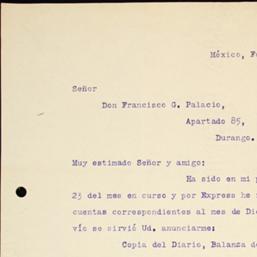 México, Fe
Señor
Don Francisco G. Palacio,
Apartado 85,
Durango.
Muy estimado Señor y amigo:
Ha sido en mi p
23 del mes en curso y por Express he
cuentas correspondientes al mes de Di
vío se sirvió Ud. anunciarme:
Copia del Diario, Balanza d